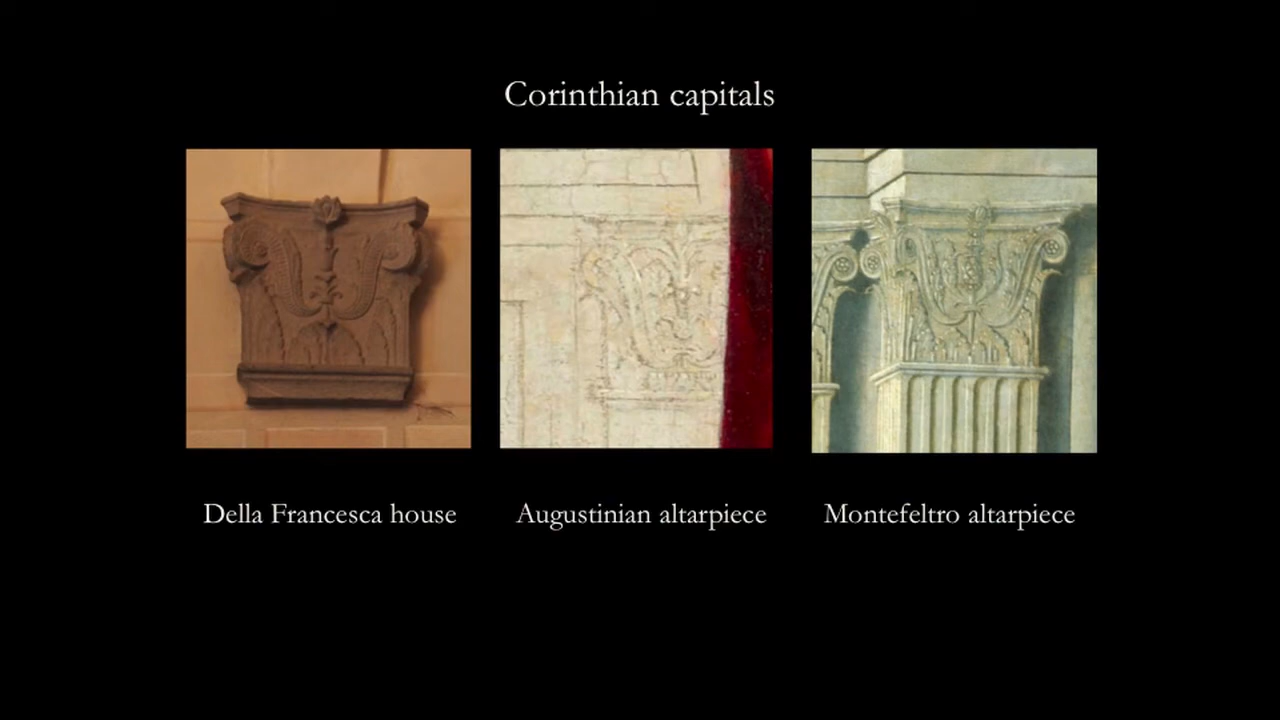 Corinthian capitals
Della Francesca house
Augustinian altarpiece
Montefeltro altarpiece